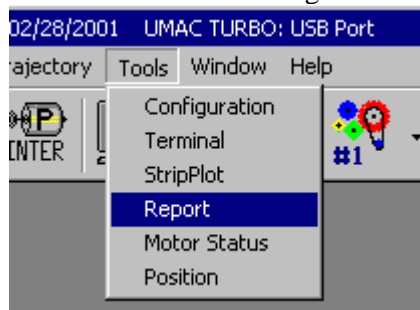 02/28/2001 UMAC TURBO: USB Port
ajectory Tools Window Help
Configuration
P
INTER
Terminal
#1
StripPlot
Report
Motor Status
Position